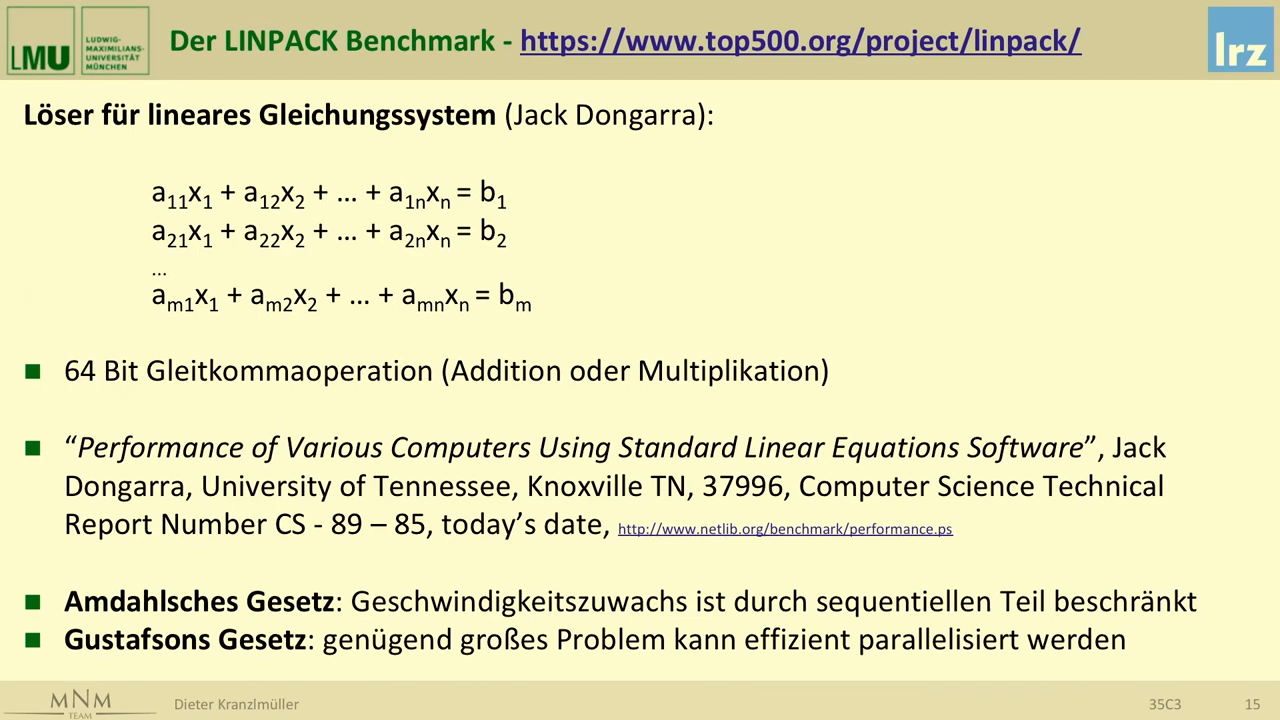 LMU
LUDWIG-
MAXIMILIANS-
UNIVERSITÄT
MÜNCHEN
Der LINPACK Benchmark - https://www.top500.org/project/linpack/
lrz
Löser für lineares Gleichungssystem (Jack Dongarra):
a11x1 + a12x2 + … + a1nxn = b1
a21x1 + a22x2 + … + a2nxn = b2
…
am1x1 + am2x2 + … + amnxn = bm
■ 64 Bit Gleitkommaoperation (Addition oder Multiplikation)
■ “Performance of Various Computers Using Standard Linear Equations Software”, Jack
Dongarra, University of Tennessee, Knoxville TN, 37996, Computer Science Technical
Report Number CS - 89 – 85, today’s date, http://www.netlib.org/benchmark/performance.ps
■ Amdahlsches Gesetz: Geschwindigkeitszuwachs ist durch sequentiellen Teil beschränkt
■ Gustafsons Gesetz: genügend großes Problem kann effizient parallelisiert werden
MNM
TEAM
Dieter Kranzlmüller
35C3
15